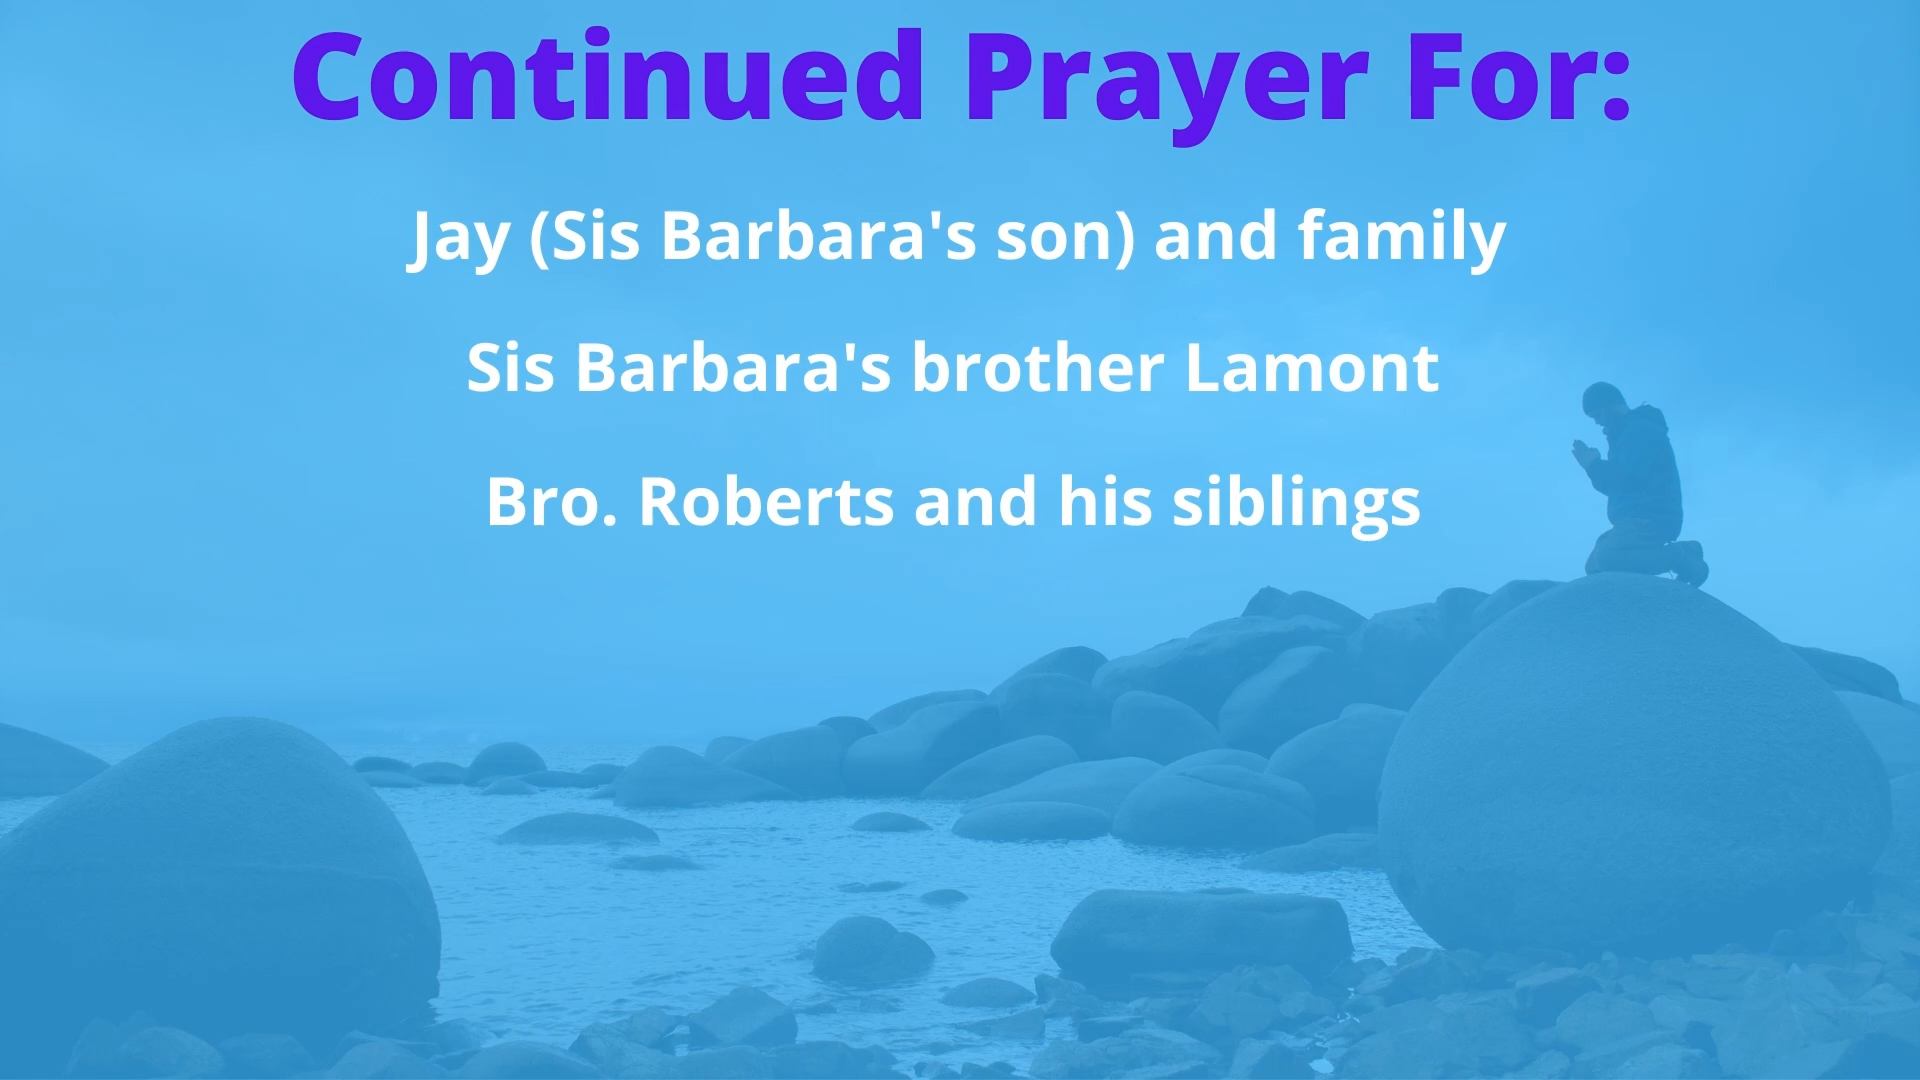 Continued Prayer For:
Jay (Sis Barbara's son) and family
Sis Barbara's brother Lamont
Bro. Roberts and his siblings